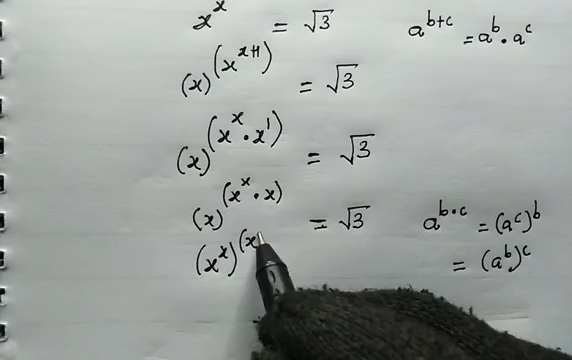 x^x = √3 a^{b+c} = a^b · a^c
(x)^{(x^{x+1})} = √3
(x)^{(x^x · x^1)} = √3
(x)^{(x^x · x)} = √3 a^{b·c} = (a^c)^b
(x^x)^{(x = (a^b)^c